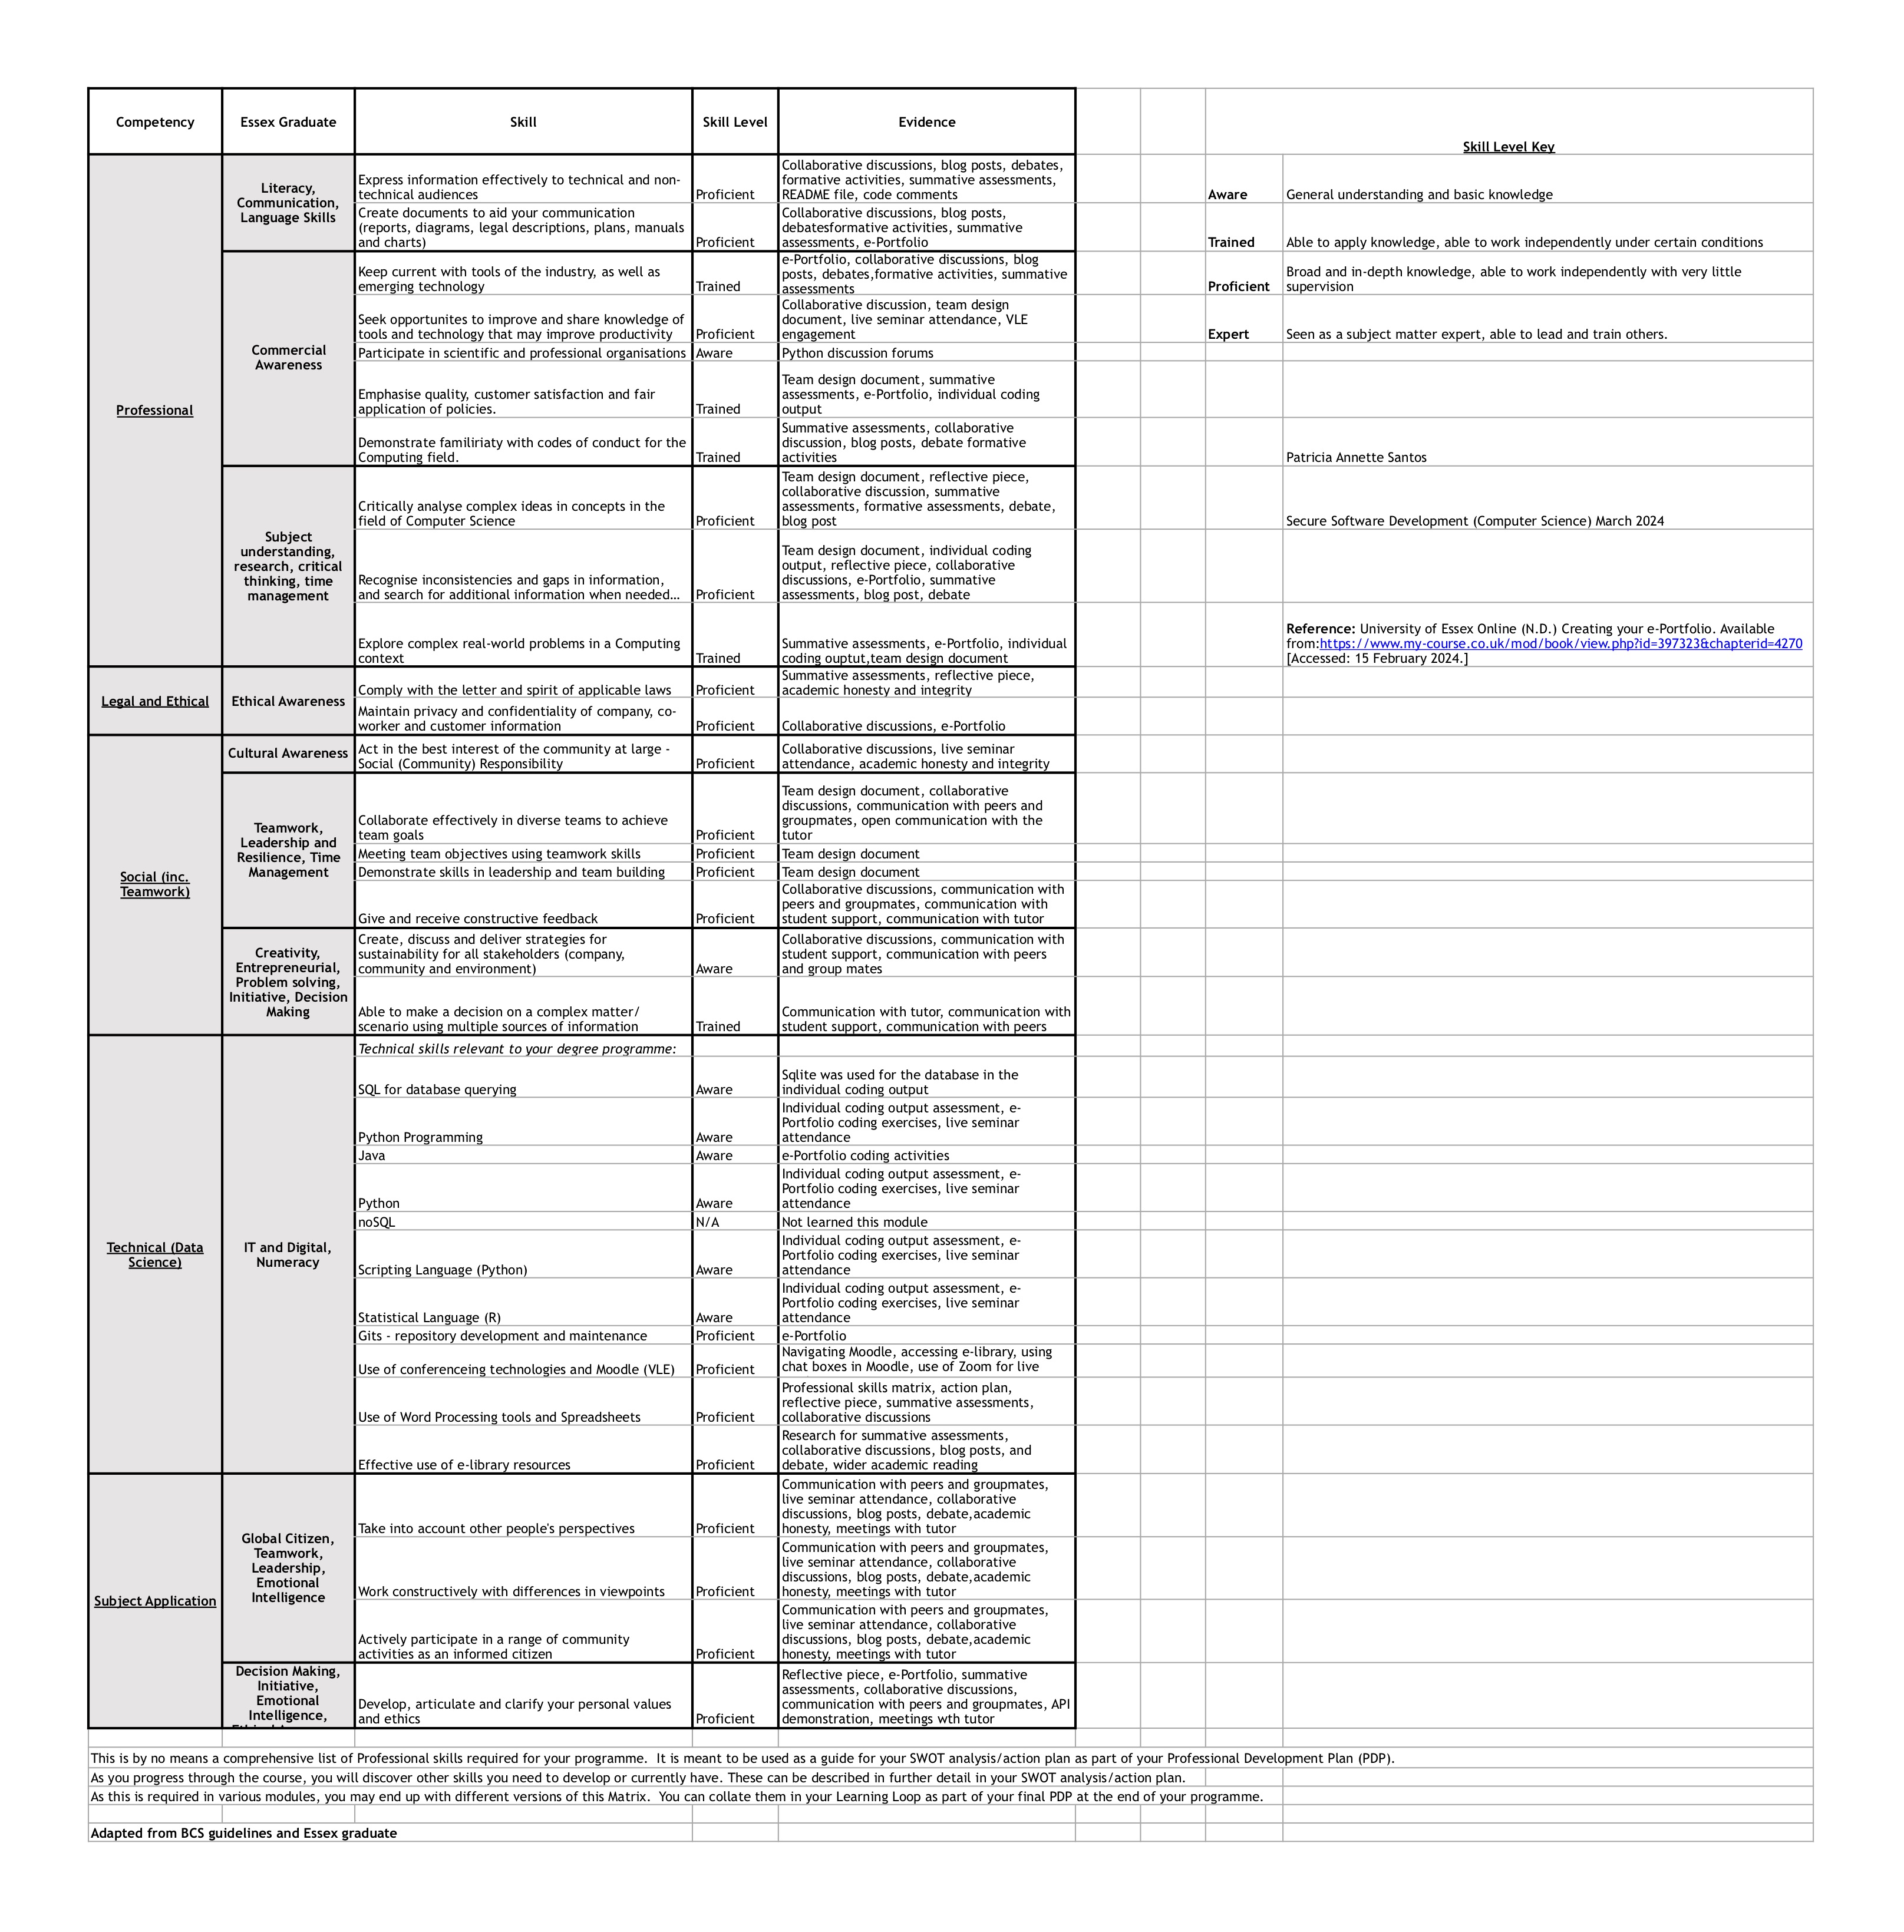 Competency
Essex Graduate
Skill
Skill Level
Evidence
Skill Level Key
Professional
Literacy,
Communication,
Language Skills
Express information effectively to technical and non-
technical audiences
Proficient
Collaborative discussions, blog posts, debates,
formative activities, summative assessments,
README file, code comments
Aware
General understanding and basic knowledge
Create documents to aid your communication
(reports, diagrams, legal descriptions, plans, manuals
and charts)
Proficient
Collaborative discussions, blog posts,
debatesformative activities, summative
assessments, e-Portfolio
Trained
Able to apply knowledge, able to work independently under certain conditions
Commercial
Awareness
Keep current with tools of the industry, as well as
emerging technology
Trained
e-Portfolio, collaborative discussions, blog
posts, debates,formative activities, summative
assessments
Proficient
Broad and in-depth knowledge, able to work independently with very little
supervision
Seek opportunites to improve and share knowledge of
tools and technology that may improve productivity
Proficient
Collaborative discussion, team design
document, live seminar attendance, VLE
engagement
Expert
Seen as a subject matter expert, able to lead and train others.
Participate in scientific and professional organisations
Aware
Python discussion forums
Emphasise quality, customer satisfaction and fair
application of policies.
Trained
Team design document, summative
assessments, e-Portfolio, individual coding
output
Demonstrate familiriaty with codes of conduct for the
Computing field.
Trained
Summative assessments, collaborative
discussion, blog posts, debate formative
activities
Patricia Annette Santos
Subject
understanding,
research, critical
thinking, time
management
Critically analyse complex ideas in concepts in the
field of Computer Science
Proficient
Team design document, reflective piece,
collaborative discussion, summative
assessments, formative assessments, debate,
blog post
Secure Software Development (Computer Science) March 2024
Recognise inconsistencies and gaps in information,
and search for additional information when needed...
Proficient
Team design document, individual coding
output, reflective piece, collaborative
discussions, e-Portfolio, summative
assessments, blog post, debate
Explore complex real-world problems in a Computing
context
Trained
Summative assessments, e-Portfolio, individual
coding ouptut,team design document
Reference: University of Essex Online (N.D.) Creating your e-Portfolio. Available
from:https://www.my-course.co.uk/mod/book/view.php?id=397323&chapterid=4270
[Accessed: 15 February 2024.]
Legal and Ethical
Ethical Awareness
Comply with the letter and spirit of applicable laws
Proficient
Summative assessments, reflective piece,
academic honesty and integrity
Maintain privacy and confidentiality of company, co-
worker and customer information
Proficient
Collaborative discussions, e-Portfolio
Social (inc.
Teamwork)
Cultural Awareness
Act in the best interest of the community at large -
Social (Community) Responsibility
Proficient
Collaborative discussions, live seminar
attendance, academic honesty and integrity
Teamwork,
Leadership and
Resilience, Time
Management
Collaborate effectively in diverse teams to achieve
team goals
Proficient
Team design document, collaborative
discussions, communication with peers and
groupmates, open communication with the
tutor
Meeting team objectives using teamwork skills
Proficient
Team design document
Demonstrate skills in leadership and team building
Proficient
Team design document
Give and receive constructive feedback
Proficient
Collaborative discussions, communication with
peers and groupmates, communication with
student support, communication with tutor
Creativity,
Entrepreneurial,
Problem solving,
Initiative, Decision
Making
Create, discuss and deliver strategies for
sustainability for all stakeholders (company,
community and environment)
Aware
Collaborative discussions, communication with
student support, communication with peers
and group mates
Able to make a decision on a complex matter/
scenario using multiple sources of information
Trained
Communication with tutor, communication with
student support, communication with peers
Technical (Data
Science)
IT and Digital,
Numeracy
Technical skills relevant to your degree programme:
SQL for database querying
Aware
Sqlite was used for the database in the
individual coding output
Python Programming
Aware
Individual coding output assessment, e-
Portfolio coding exercises, live seminar
attendance
Java
Aware
e-Portfolio coding activities
Python
Aware
Individual coding output assessment, e-
Portfolio coding exercises, live seminar
attendance
noSQL
N/A
Not learned this module
Scripting Language (Python)
Aware
Individual coding output assessment, e-
Portfolio coding exercises, live seminar
attendance
Statistical Language (R)
Aware
Individual coding output assessment, e-
Portfolio coding exercises, live seminar
attendance
Gits - repository development and maintenance
Proficient
e-Portfolio
Use of conferenceing technologies and Moodle (VLE)
Proficient
Navigating Moodle, accessing e-library, using
chat boxes in Moodle, use of Zoom for live
Use of Word Processing tools and Spreadsheets
Proficient
Professional skills matrix, action plan,
reflective piece, summative assessments,
collaborative discussions
Effective use of e-library resources
Proficient
Research for summative assessments,
collaborative discussions, blog posts, and
debate, wider academic reading
Subject Application
Global Citizen,
Teamwork,
Leadership,
Emotional
Intelligence
Take into account other people's perspectives
Proficient
Communication with peers and groupmates,
live seminar attendance, collaborative
discussions, blog posts, debate,academic
honesty, meetings with tutor
Work constructively with differences in viewpoints
Proficient
Communication with peers and groupmates,
live seminar attendance, collaborative
discussions, blog posts, debate,academic
honesty, meetings with tutor
Actively participate in a range of community
activities as an informed citizen
Proficient
Communication with peers and groupmates,
live seminar attendance, collaborative
discussions, blog posts, debate,academic
honesty, meetings with tutor
Decision Making,
Initiative,
Emotional
Intelligence,
Develop, articulate and clarify your personal values
and ethics
Proficient
Reflective piece, e-Portfolio, summative
assessments, collaborative discussions,
communication with peers and groupmates, API
demonstration, meetings wth tutor
This is by no means a comprehensive list of Professional skills required for your programme.  It is meant to be used as a guide for your SWOT analysis/action plan as part of your Professional Development Plan (PDP).
As you progress through the course, you will discover other skills you need to develop or currently have. These can be described in further detail in your SWOT analysis/action plan.
As this is required in various modules, you may end up with different versions of this Matrix.  You can collate them in your Learning Loop as part of your final PDP at the end of your programme.
Adapted from BCS guidelines and Essex graduate